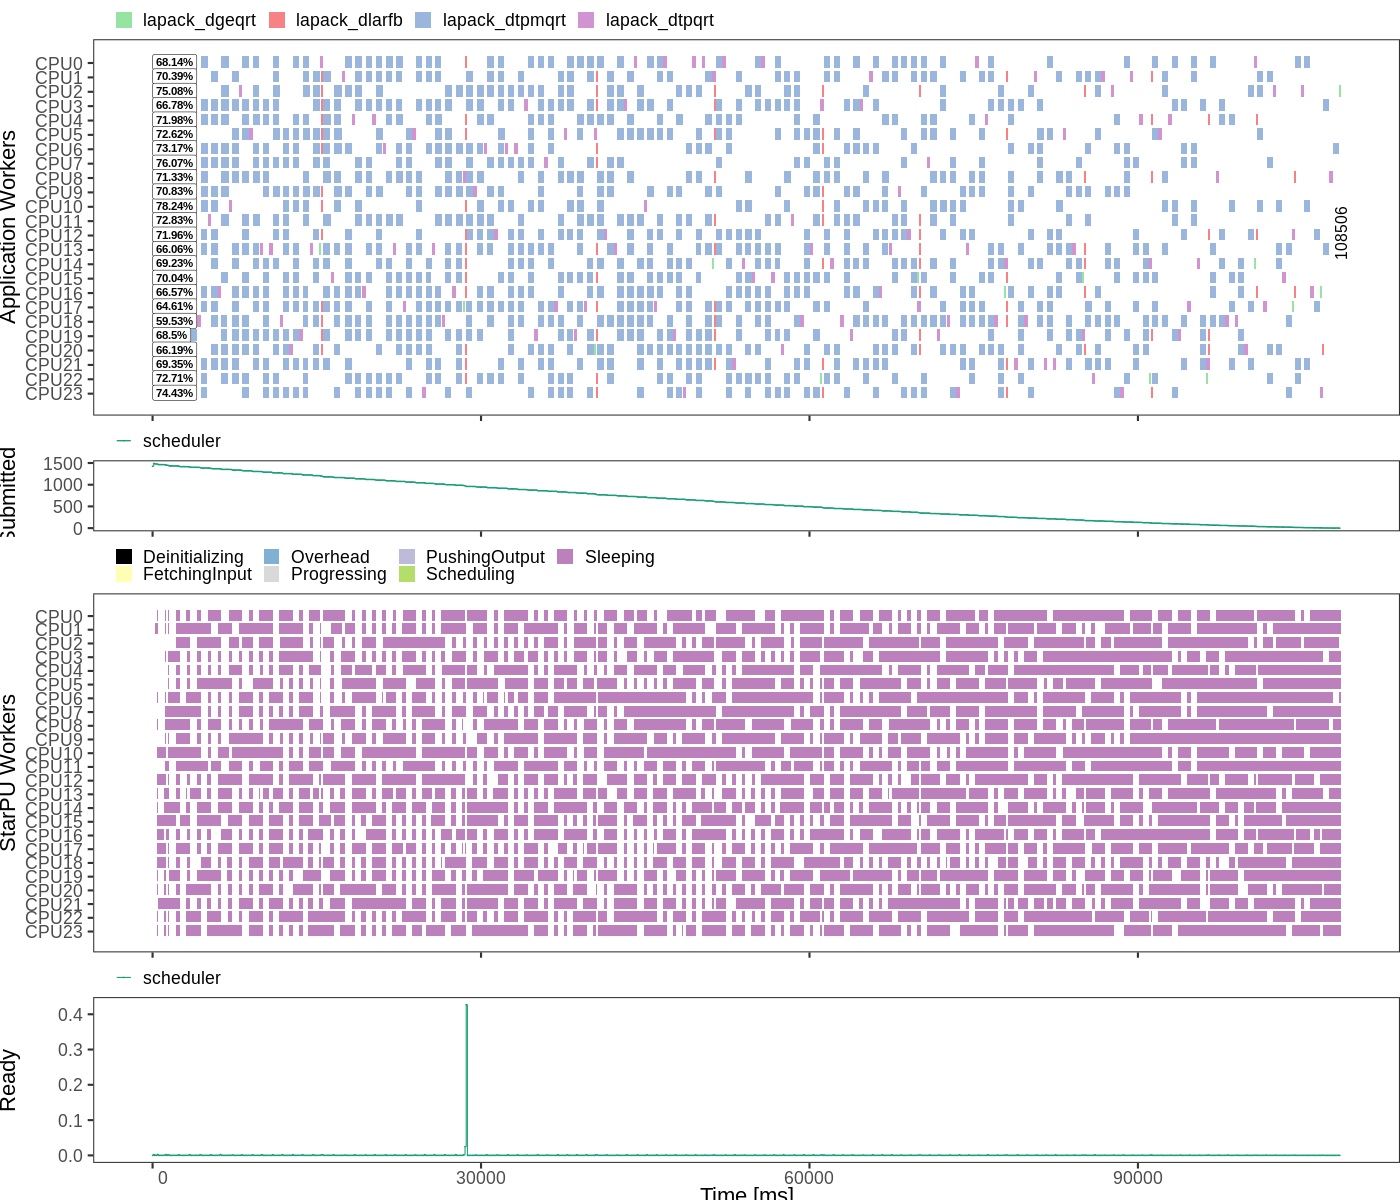 lapack_dgeqrt lapack_dlarfb lapack_dtpmqrt lapack_dtpqrt
Application Workers
CPU0 68.14%
CPU1 70.39%
CPU2 75.08%
CPU3 66.78%
CPU4 71.98%
CPU5 72.62%
CPU6 73.17%
CPU7 76.07%
CPU8 71.33%
CPU9 70.83%
CPU10 78.24%
CPU11 72.83%
CPU12 71.96%
CPU13 66.06%
CPU14 69.23%
CPU15 70.04%
CPU16 66.57%
CPU17 64.61%
CPU18 59.53%
CPU19 68.5%
CPU20 66.19%
CPU21 69.35%
CPU22 72.71%
CPU23 74.43%
108506
scheduler
Submitted
1500
1000
500
0
Deinitializing Overhead PushingOutput Sleeping
FetchingInput Progressing Scheduling
StarPU Workers
CPU0
CPU1
CPU2
CPU3
CPU4
CPU5
CPU6
CPU7
CPU8
CPU9
CPU10
CPU11
CPU12
CPU13
CPU14
CPU15
CPU16
CPU17
CPU18
CPU19
CPU20
CPU21
CPU22
CPU23
scheduler
Ready
0.4
0.3
0.2
0.1
0.0
0 30000 60000 90000
Time [ms]